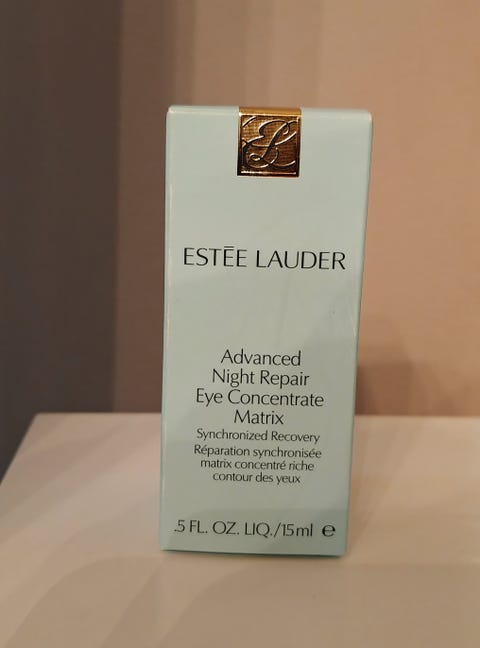 ESTĒE LAUDER
Advanced
Night Repair
Eye Concentrate
Matrix
Synchronized Recovery
Réparation synchronisée
matrix concentré riche
contour des yeux
.5 FL. OZ. LIQ./15ml ℮